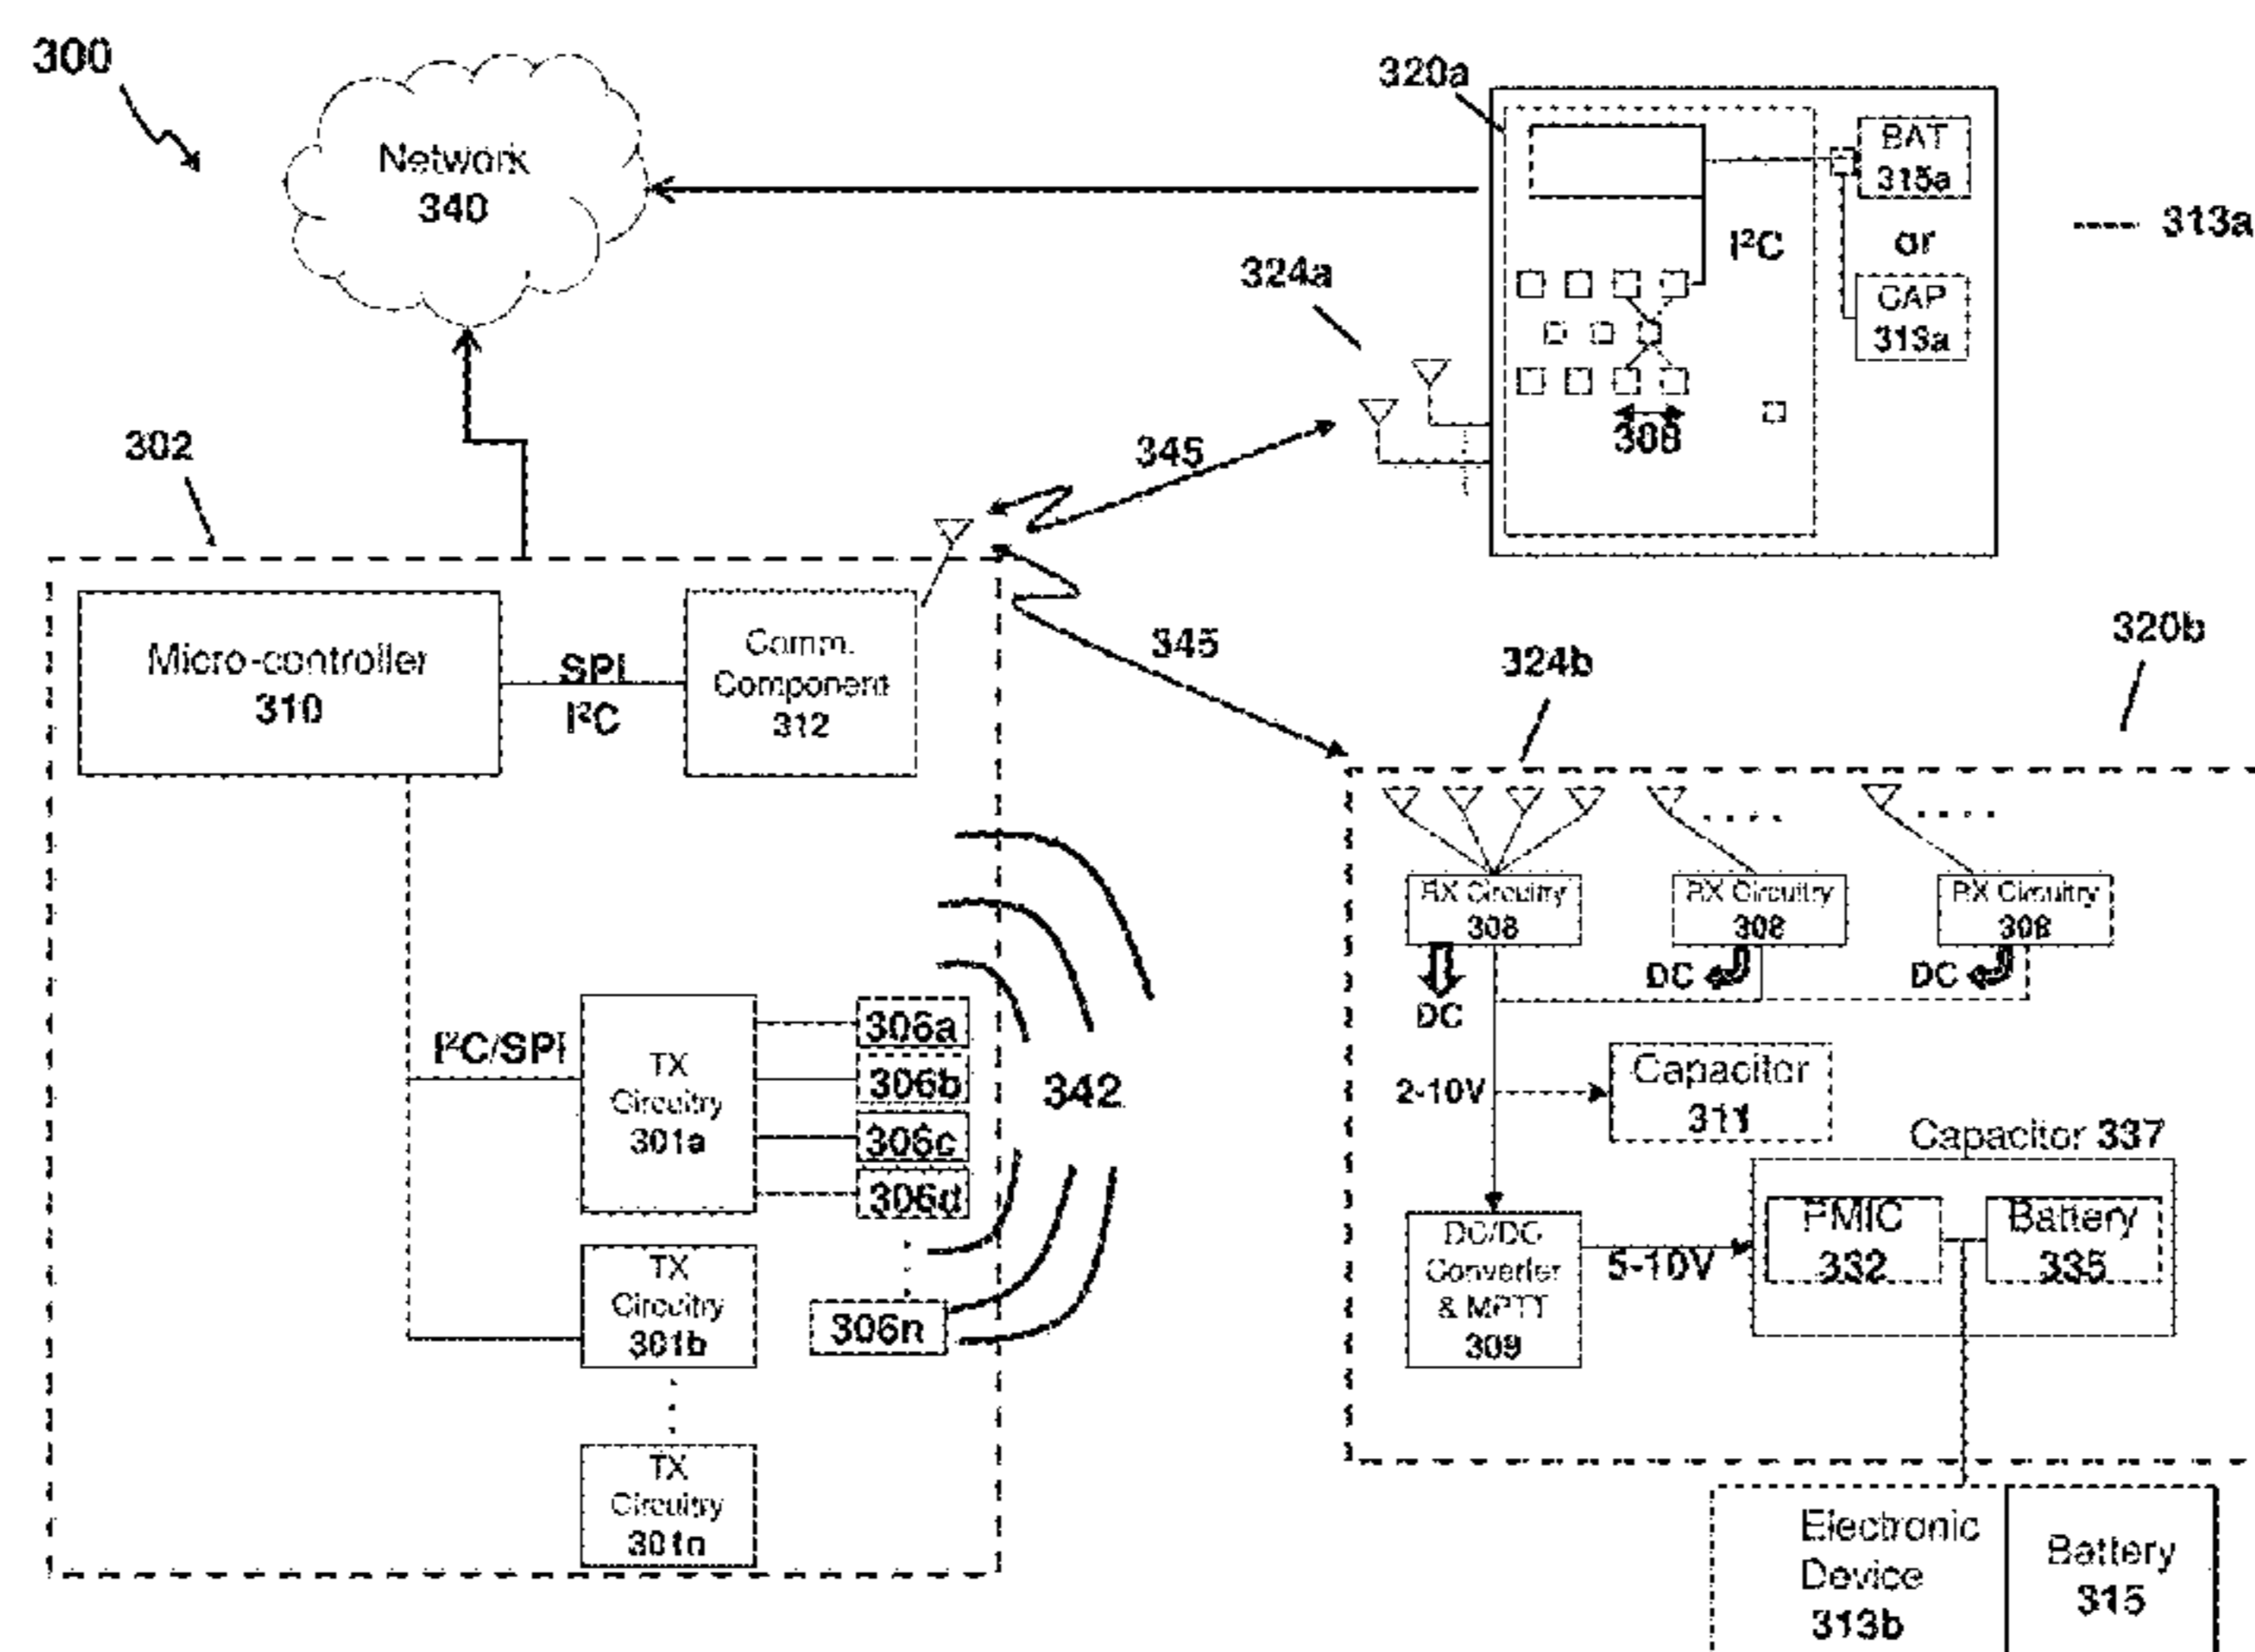 300
Network
340
320a
BAT
315a
or
CAP
313a
I²C
308
313a
324a
345
302
Micro-controller
310
SPI
I²C
Comm.
Component
312
345
324b
320b
RX Circuitry
308
RX Circuitry
308
RX Circuitry
308
DC
DC
DC
I²C/SPI
TX
Circuitry
301a
306a
306b
306c
306d
342
2-10V
Capacitor
311
Capacitor 337
TX
Circuitry
301b
306n
DC/DC
Converter
& MPTT
309
5-10V
PMIC
332
Battery
335
TX
Circuitry
301n
Electronic
Device
313b
Battery
315